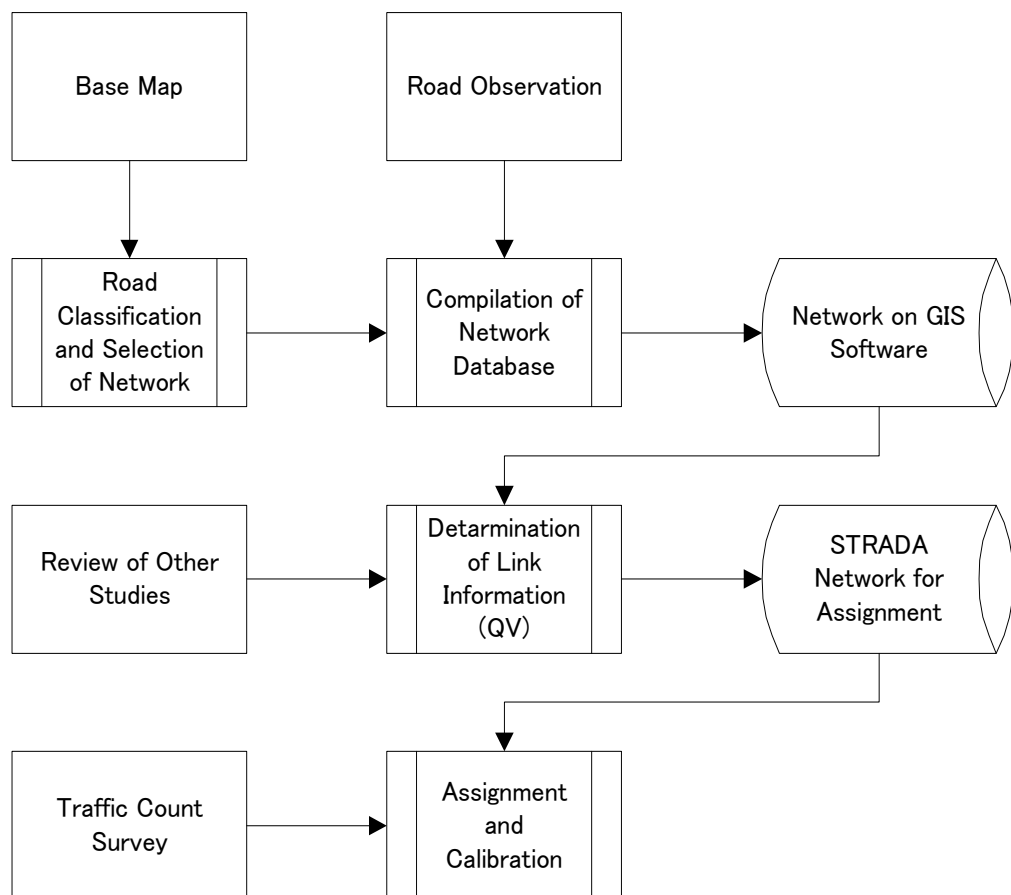 Base Map
Road Observation
Road
Classification
and Selection
of Network
Compilation of
Network
Database
Network on GIS
Software
Review of Other
Studies
Detarmination
of Link
Information
(QV)
STRADA
Network for
Assignment
Traffic Count
Survey
Assignment
and
Calibration